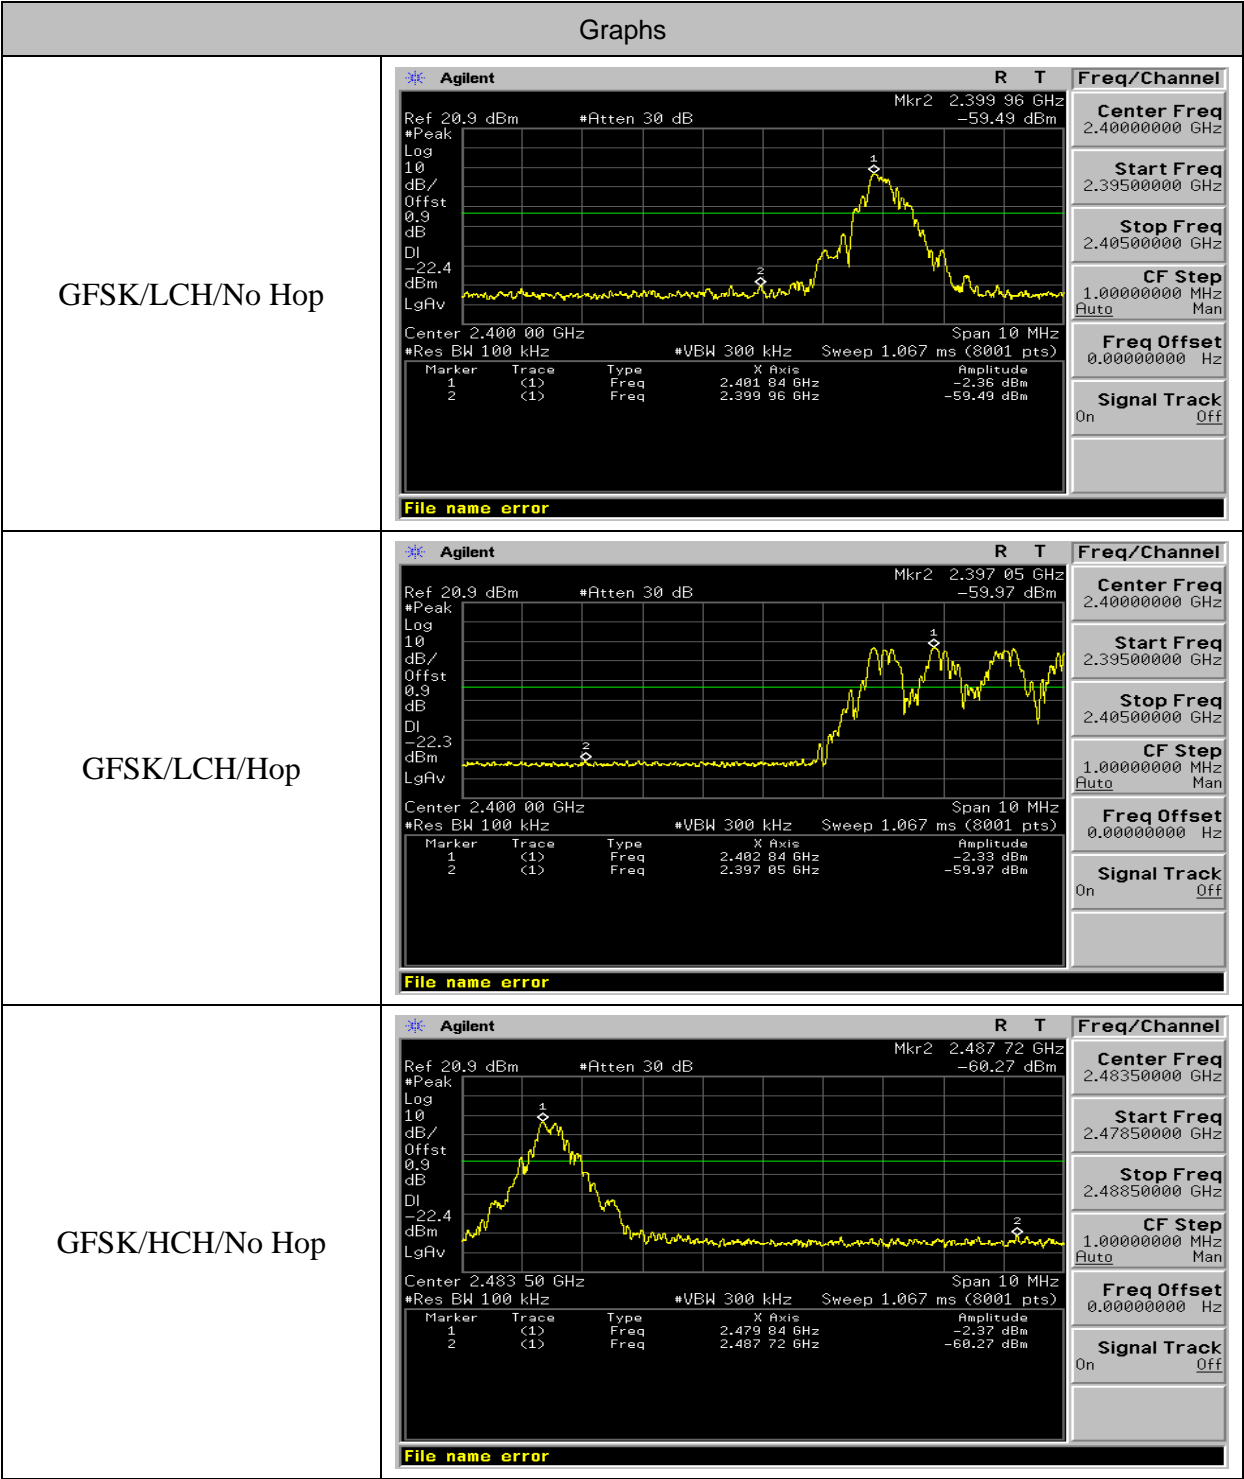 Graphs
GFSK/LCH/No Hop
Agilent R T Freq/Channel
Mkr2 2.399 96 GHz
Ref 20.9 dBm #Atten 30 dB -59.49 dBm
#Peak
Log
10
dB/
Offst
0.9
dB
DI
-22.4
dBm
LgAv
1
2
Center 2.400 00 GHz Span 10 MHz
#Res BW 100 kHz #VBW 300 kHz Sweep 1.067 ms (8001 pts)
Marker Trace Type X Axis Amplitude
1 (1) Freq 2.401 84 GHz -2.36 dBm
2 (1) Freq 2.399 96 GHz -59.49 dBm
File name error
Center Freq
2.40000000 GHz
Start Freq
2.39500000 GHz
Stop Freq
2.40500000 GHz
CF Step
1.00000000 MHz
Auto Man
Freq Offset
0.00000000 Hz
Signal Track
On Off
GFSK/LCH/Hop
Agilent R T Freq/Channel
Mkr2 2.397 05 GHz
Ref 20.9 dBm #Atten 30 dB -59.97 dBm
#Peak
Log
10
dB/
Offst
0.9
dB
DI
-22.3
dBm
LgAv
1
2
Center 2.400 00 GHz Span 10 MHz
#Res BW 100 kHz #VBW 300 kHz Sweep 1.067 ms (8001 pts)
Marker Trace Type X Axis Amplitude
1 (1) Freq 2.402 84 GHz -2.33 dBm
2 (1) Freq 2.397 05 GHz -59.97 dBm
File name error
Center Freq
2.40000000 GHz
Start Freq
2.39500000 GHz
Stop Freq
2.40500000 GHz
CF Step
1.00000000 MHz
Auto Man
Freq Offset
0.00000000 Hz
Signal Track
On Off
GFSK/HCH/No Hop
Agilent R T Freq/Channel
Mkr2 2.487 72 GHz
Ref 20.9 dBm #Atten 30 dB -60.27 dBm
#Peak
Log
10
dB/
Offst
0.9
dB
DI
-22.4
dBm
LgAv
1
2
Center 2.483 50 GHz Span 10 MHz
#Res BW 100 kHz #VBW 300 kHz Sweep 1.067 ms (8001 pts)
Marker Trace Type X Axis Amplitude
1 (1) Freq 2.479 84 GHz -2.37 dBm
2 (1) Freq 2.487 72 GHz -60.27 dBm
File name error
Center Freq
2.48350000 GHz
Start Freq
2.47850000 GHz
Stop Freq
2.48850000 GHz
CF Step
1.00000000 MHz
Auto Man
Freq Offset
0.00000000 Hz
Signal Track
On Off